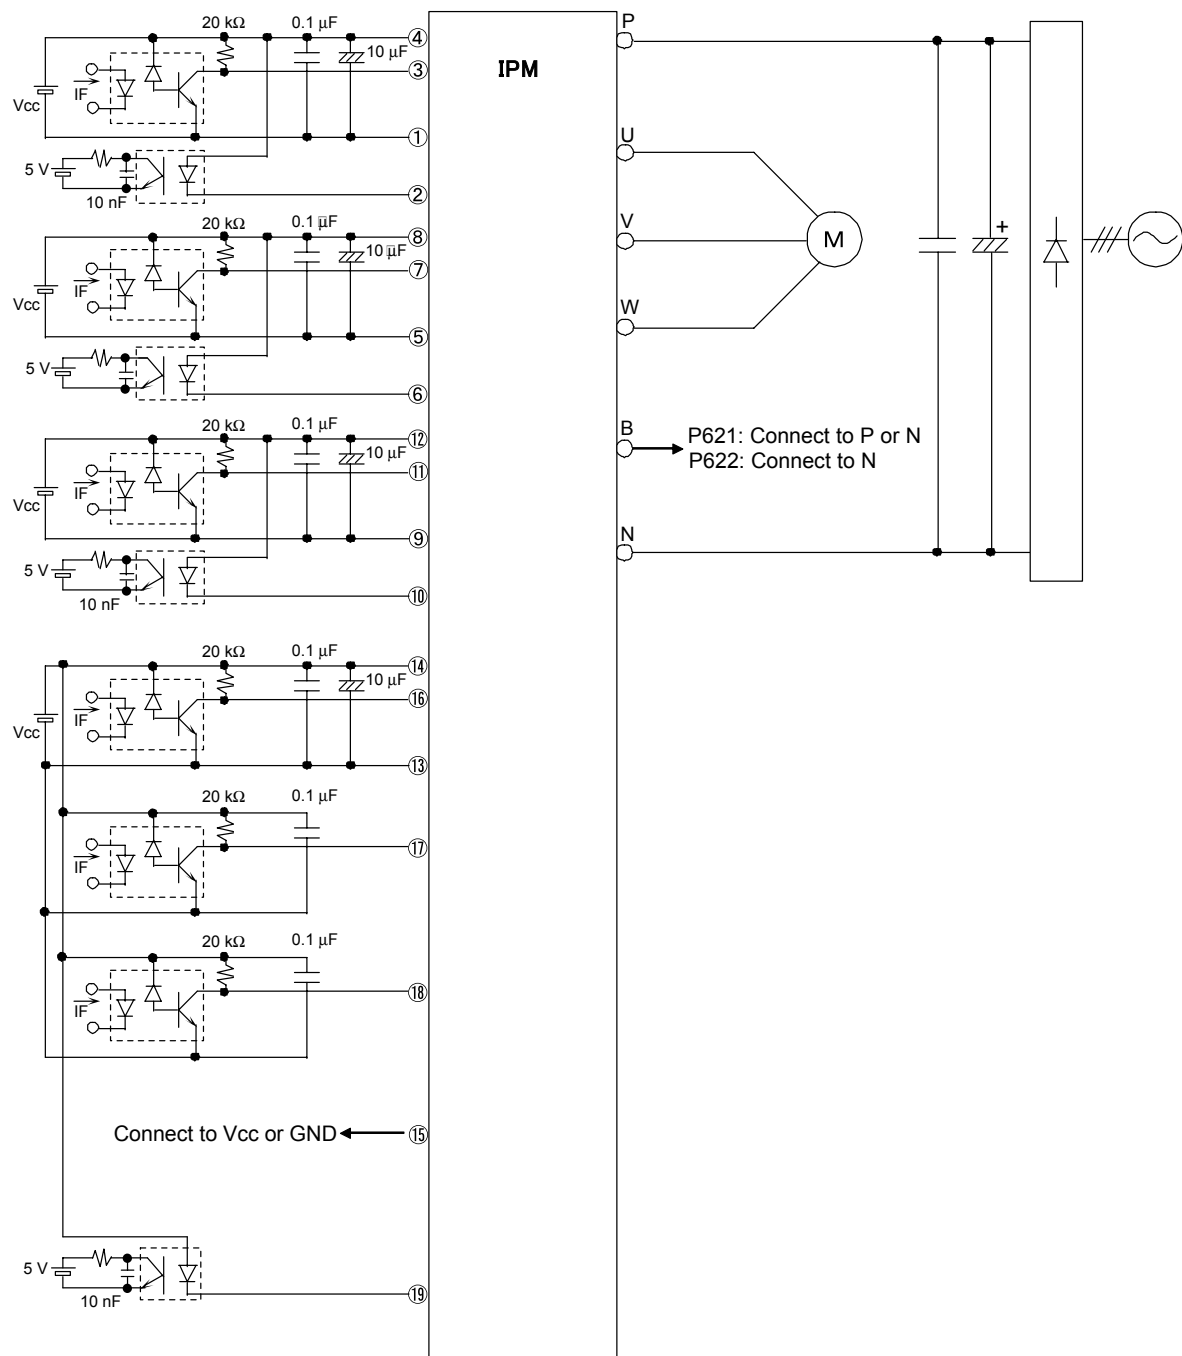 20 kΩ 0.1 μF
④ 10 μF
③
IF
Vcc
①
5 V
10 nF
②
20 kΩ 0.1 μF
⑧ 10 μF
⑦
IF
Vcc
⑤
5 V
⑥
20 kΩ 0.1 μF
⑫
10 μF
⑪
IF
Vcc
⑨
5 V
10 nF
⑩
20 kΩ 0.1 μF
⑭
10 μF
⑯
IF
Vcc
⑬
20 kΩ 0.1 μF
IF
⑰
20 kΩ 0.1 μF
IF
⑱
Connect to Vcc or GND ⑮
5 V
10 nF
⑲
IPM
P
U
V
M
W
B
P621: Connect to P or N
P622: Connect to N
N
+